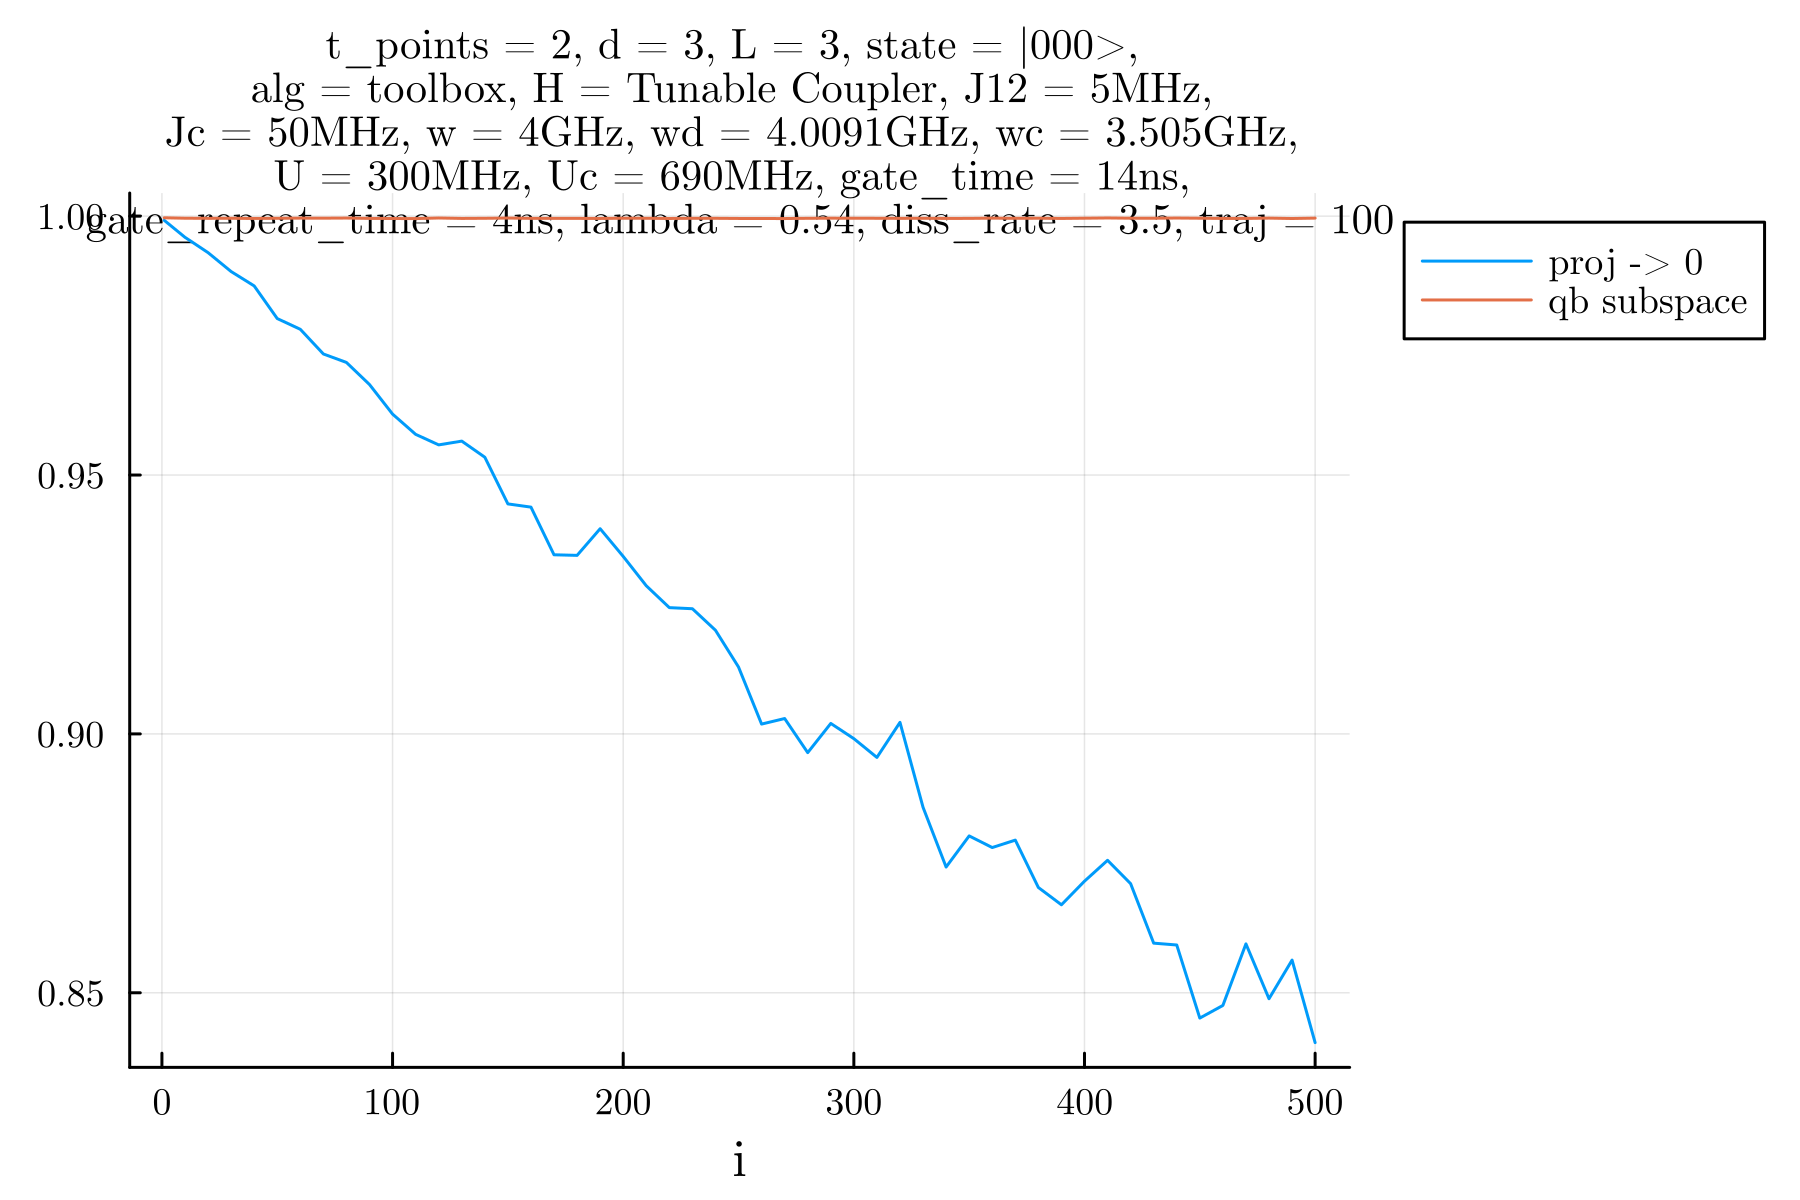 t_points = 2, d = 3, L = 3, state = |000>,
alg = toolbox, H = Tunable Coupler, J12 = 5MHz,
Jc = 50MHz, w = 4GHz, wd = 4.0091GHz, wc = 3.505GHz,
U = 300MHz, Uc = 690MHz, gate_time = 14ns,
gate_repeat_time = 4ns, lambda = 0.54, diss_rate = 3.5, traj = 100
proj -> 0
qb subspace
1.00
0.95
0.90
0.85
0 100 200 300 400 500
i